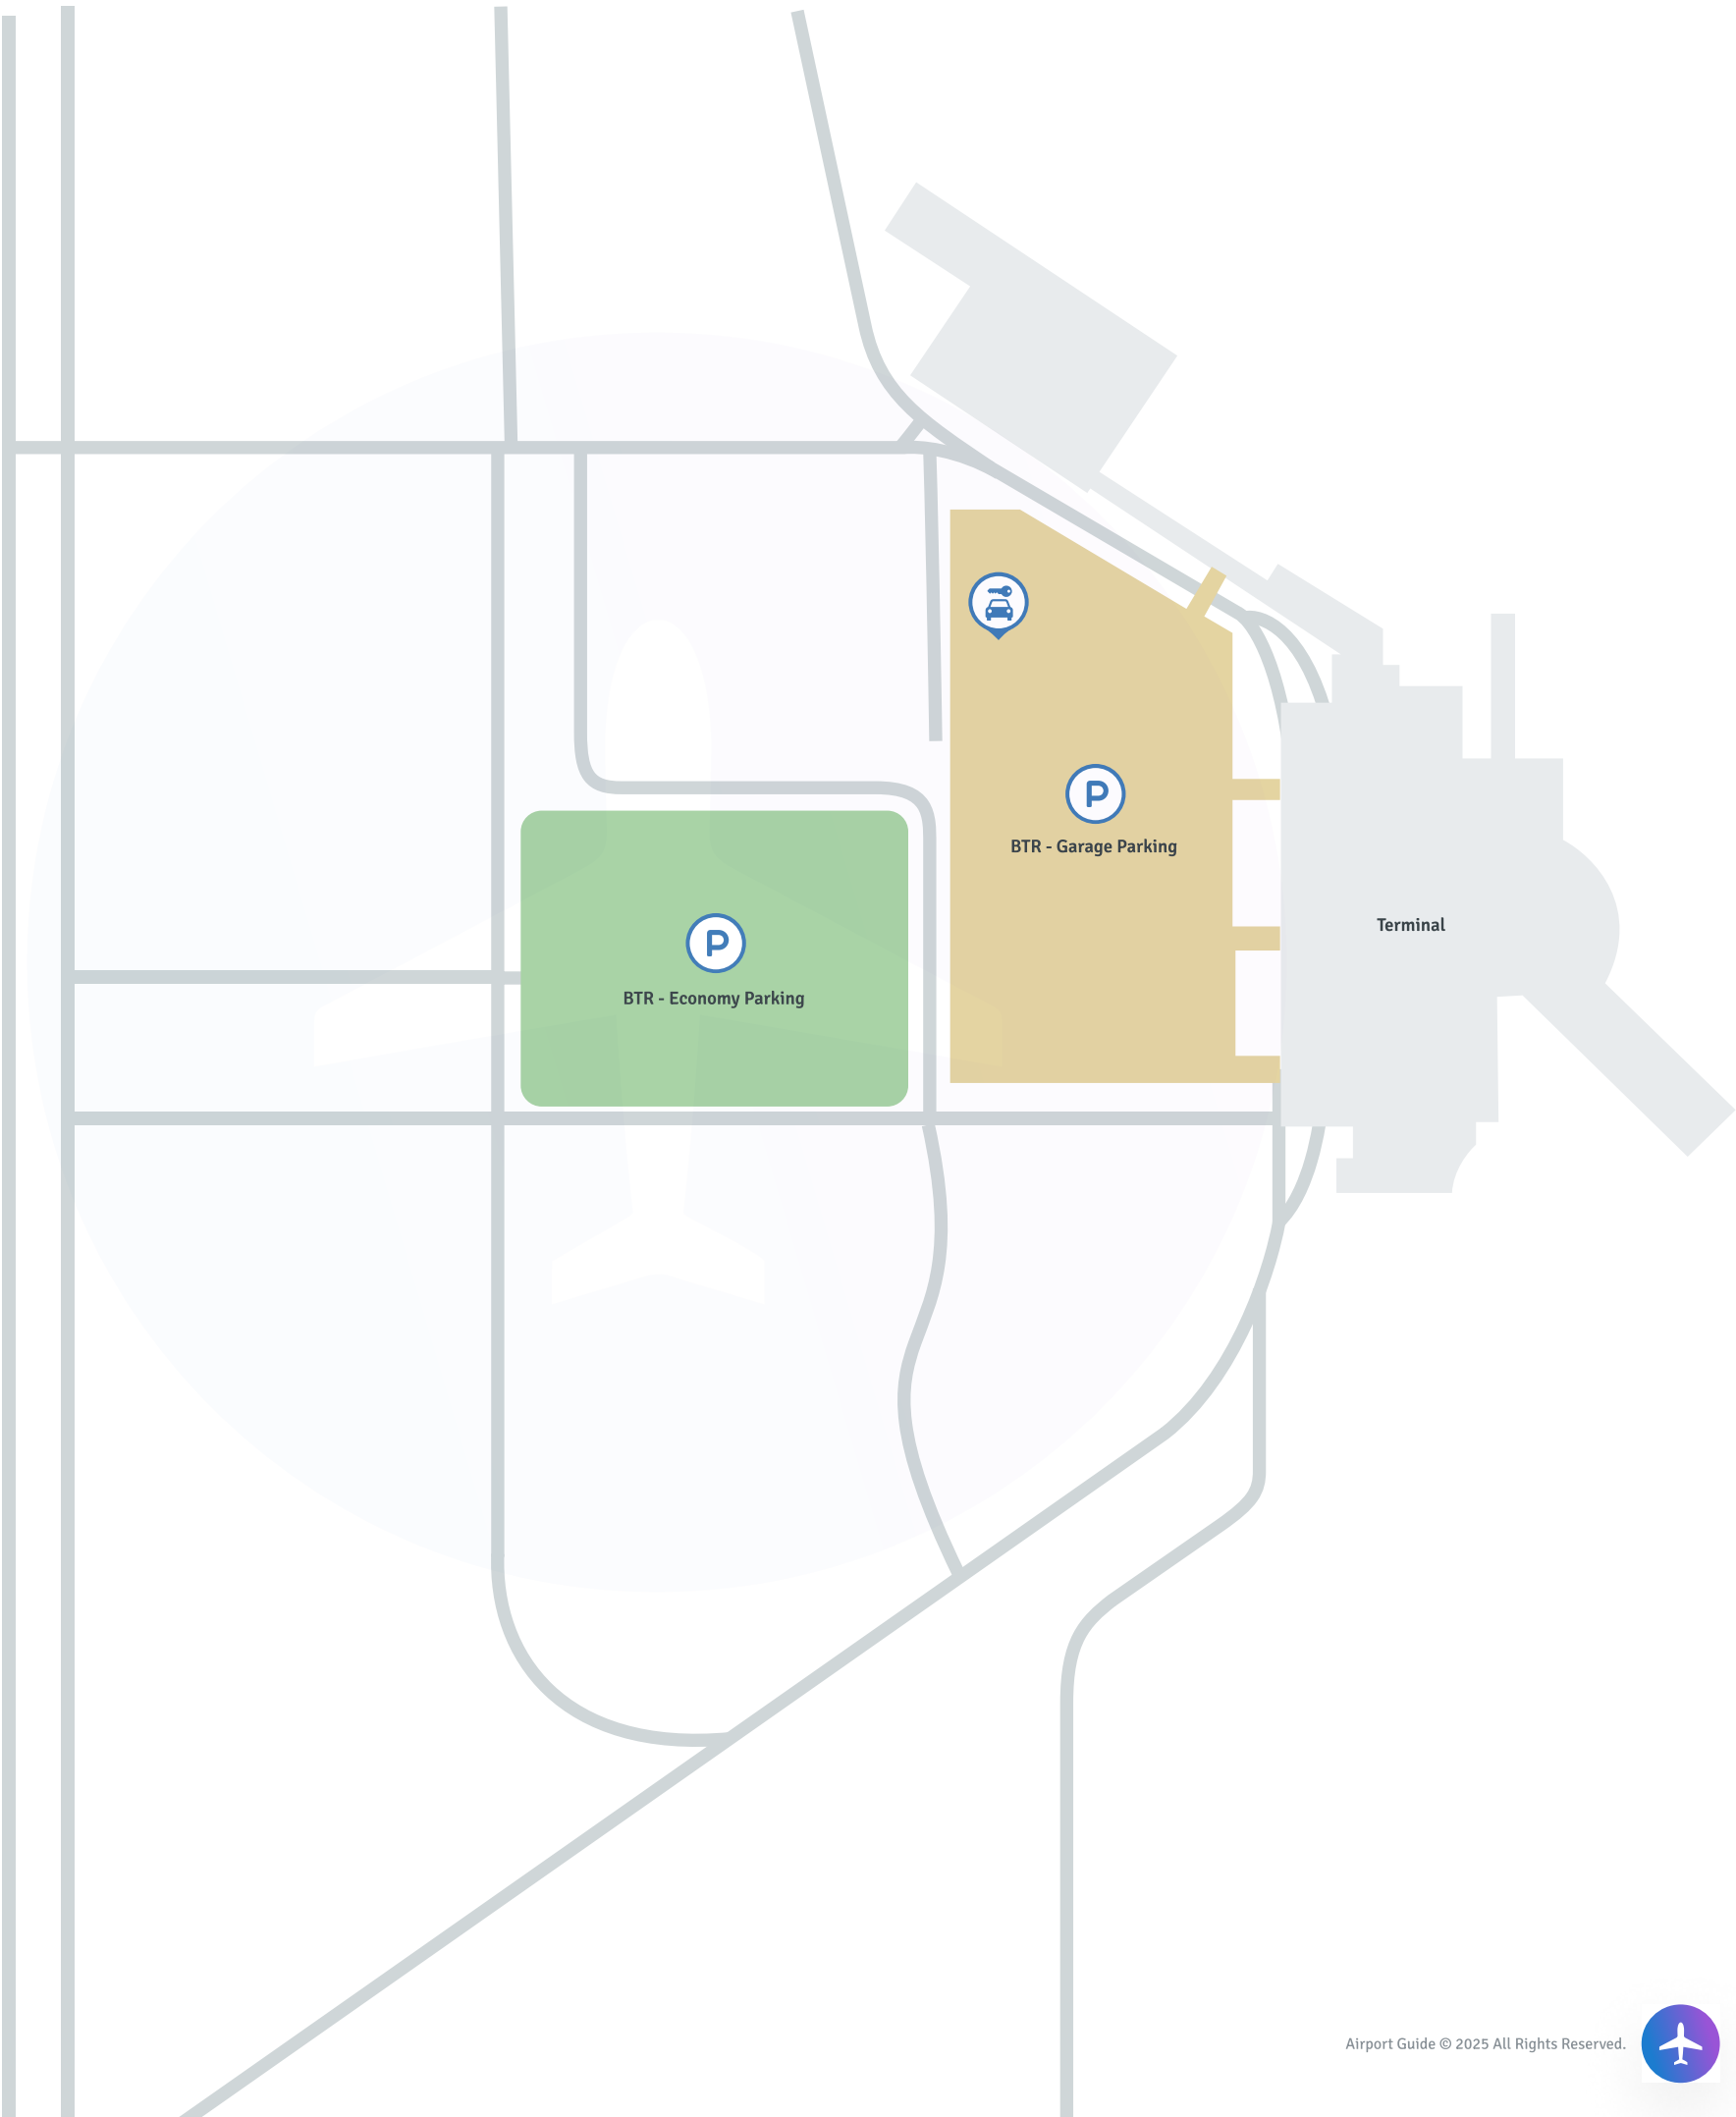 BTR - Garage Parking
Terminal
BTR - Economy Parking
Airport Guide © 2025 All Rights Reserved.